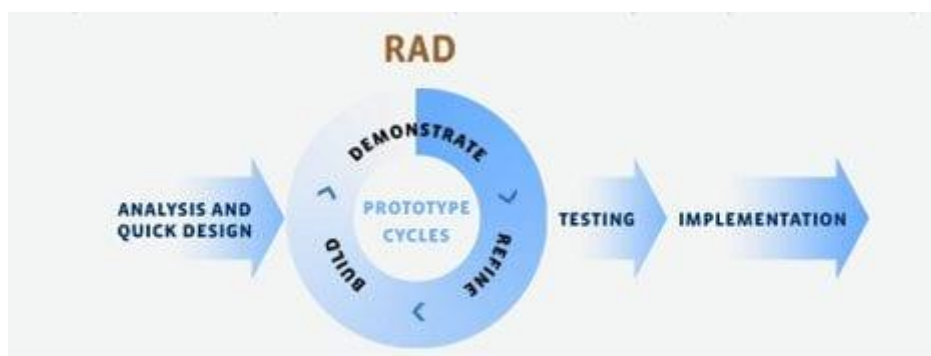 RAD
ANALYSIS AND
QUICK DESIGN
DEMONSTRATE
PROTOTYPE
CYCLES
BUILD
REFINE
TESTING
IMPLEMENTATION